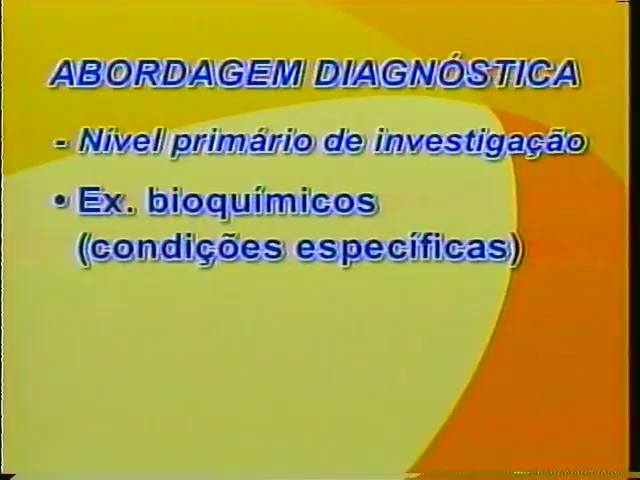 ABORDAGEM DIAGNÓSTICA
- Nível primário de investigação
• Ex. bioquímicos
(condições específicas)